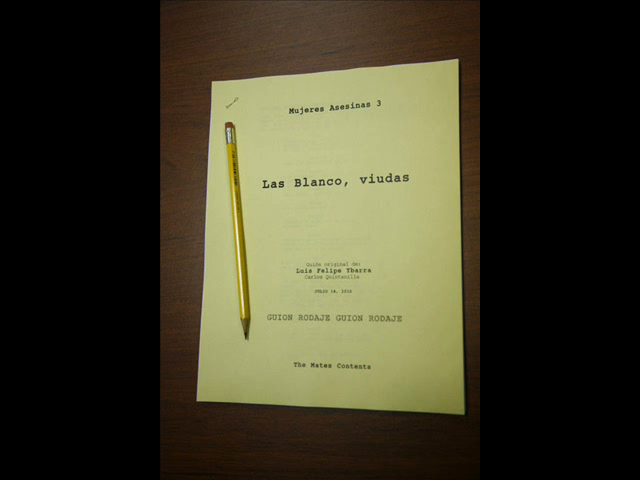 Mujeres Asesinas 3
Las Blanco, viudas
Guión original de:
Luis Felipe Ybarra
Carlos Quintanilla
JULIO 14, 2010
GUION RODAJE GUION RODAJE
The Mates Contents